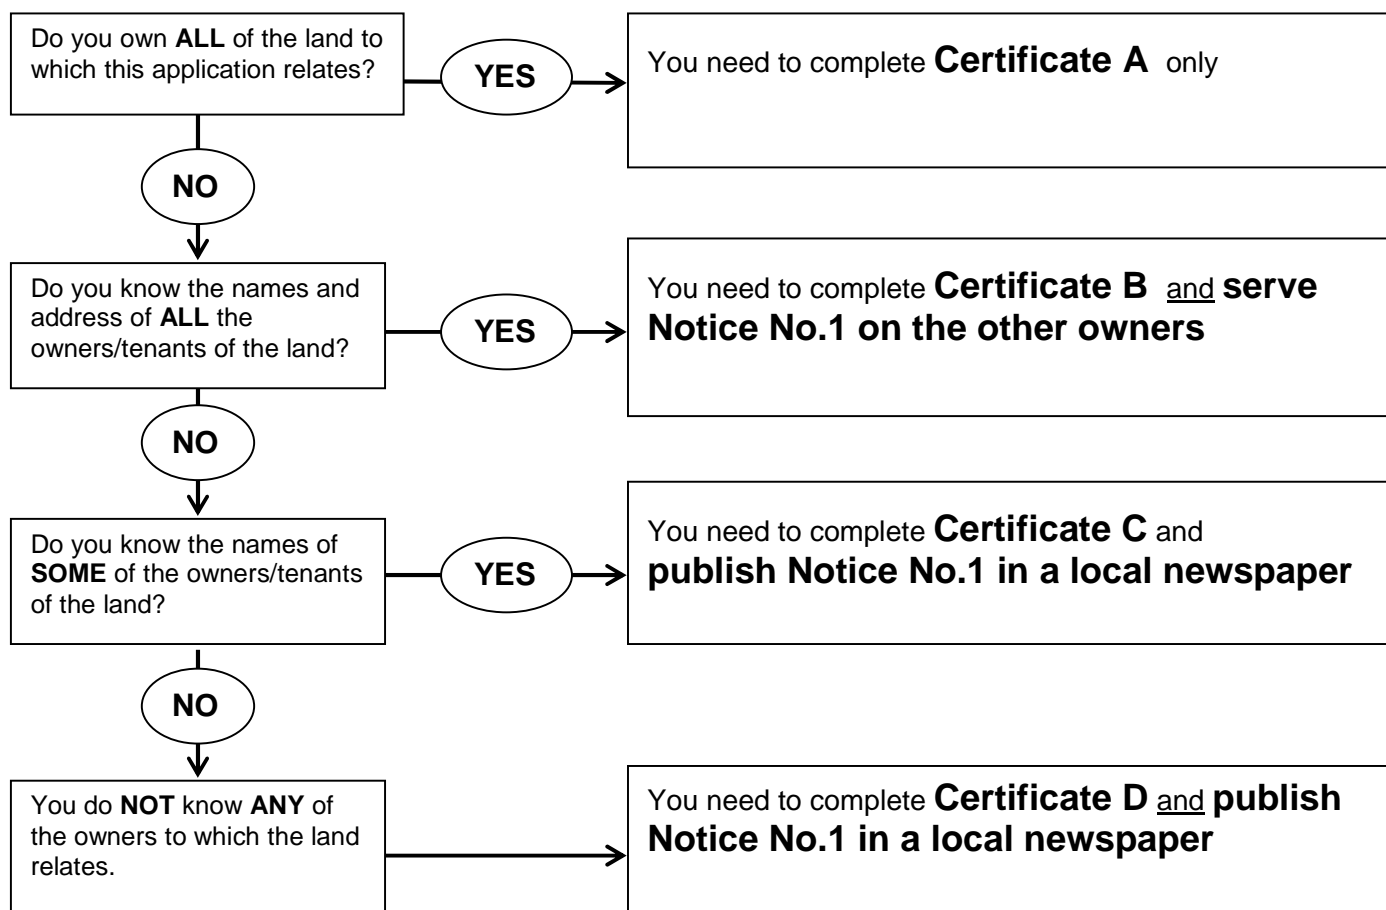 Do you own ALL of the land to
which this application relates?
YES
You need to complete Certificate A only
NO
Do you know the names and
address of ALL the
owners/tenants of the land?
YES
You need to complete Certificate B and serve
Notice No.1 on the other owners
NO
Do you know the names of
SOME of the owners/tenants
of the land?
YES
You need to complete Certificate C and
publish Notice No.1 in a local newspaper
NO
You do NOT know ANY of
the owners to which the land
relates.
You need to complete Certificate D and publish
Notice No.1 in a local newspaper